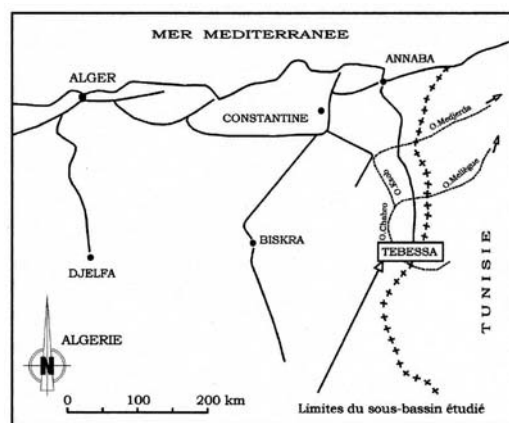 MER MEDITERRANEE
ANNABA
ALGER
CONSTANTINE
O.Medjerda
O.Mellègue
O.Chabro
BISKRA
TEBESSA
DJELFA
TUNISIE
ALGERIE
N
0 100 200 km
Limites du sous-bassin étudié